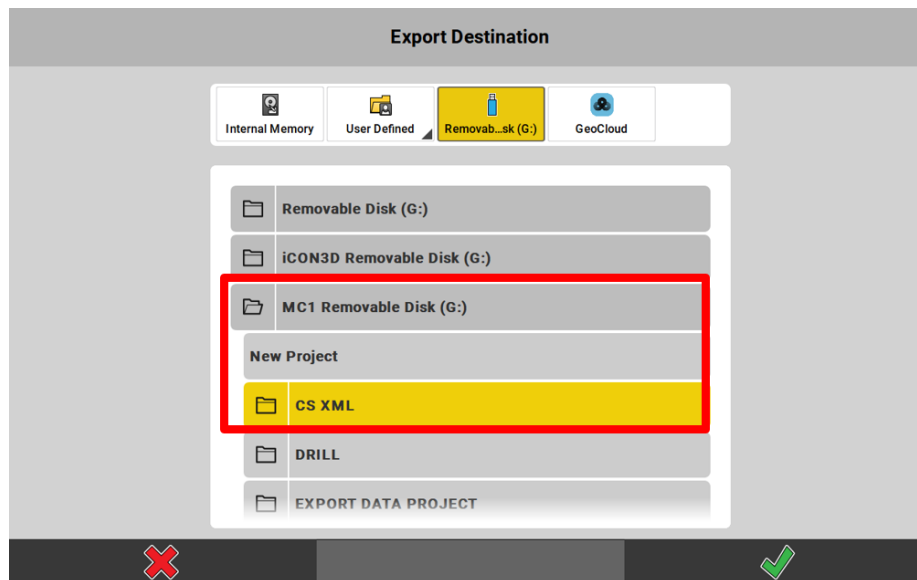 Export Destination
Internal Memory
User Defined
Removab...sk (G:)
GeoCloud
Removable Disk (G:)
iCON3D Removable Disk (G:)
MC1 Removable Disk (G:)
New Project
CS XML
DRILL
EXPORT DATA PROJECT